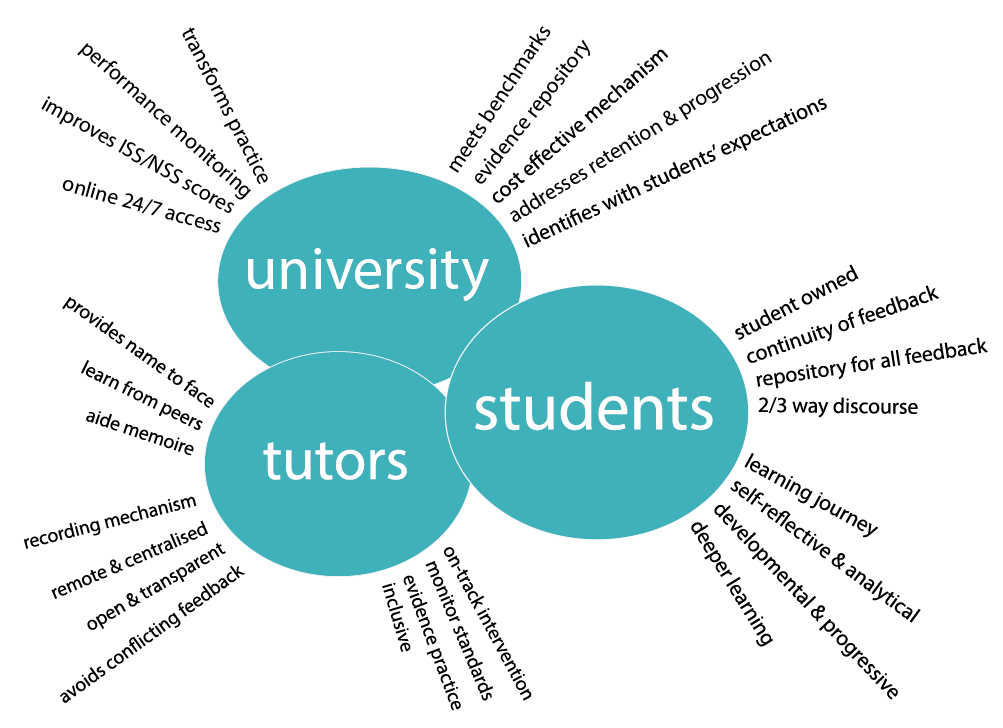 transforms practice
performance monitoring
improves ISS/NSS scores
online 24/7 access
meets benchmarks
evidence repository
cost effective mechanism
addresses retention & progression
identifies with students' expectations
university
provides name to face
learn from peers
aide memoire
tutors
recording mechanism
remote & centralised
open & transparent
avoids conflicting feedback
inclusive
evidence practice
monitor standards
on-track intervention
students
student owned
continuity of feedback
repository for all feedback
2/3 way discourse
learning journey
self-reflective & analytical
developmental & progressive
deeper learning